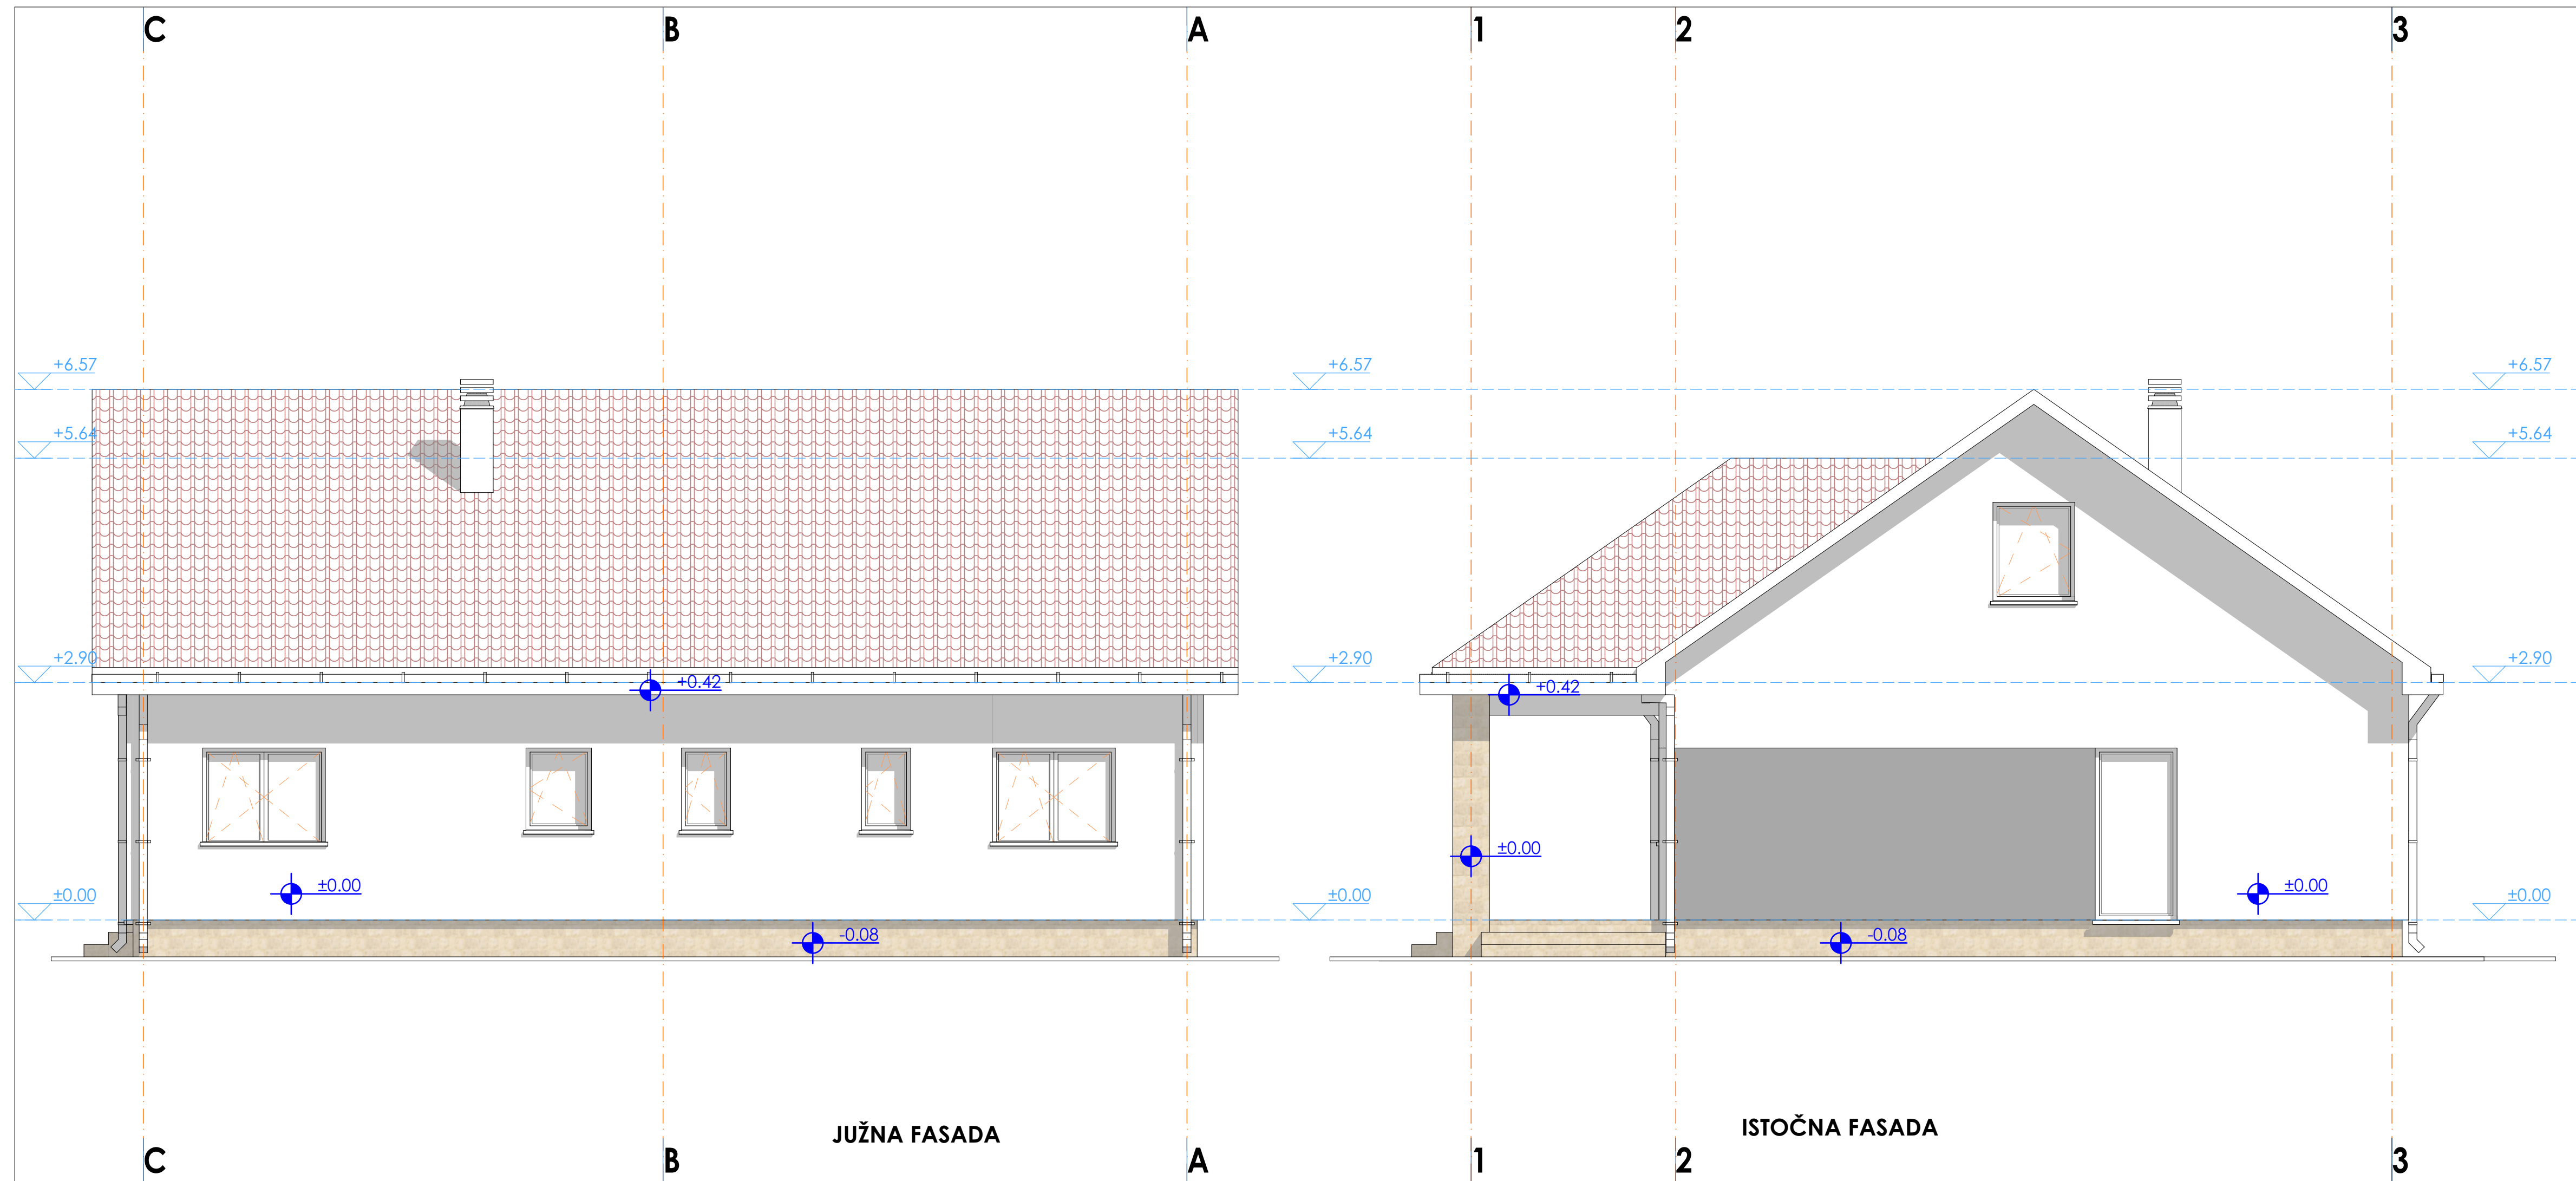 C B A 1 2 3
+6.57 +6.57 +6.57
+5.64 +5.64 +5.64
+2.90 +2.90 +2.90
+0.42 +0.42
±0.00
±0.00 ±0.00
±0.00 ±0.00 ±0.00
-0.08 -0.08
JUŽNA FASADA ISTOČNA FASADA
C B A 1 2 3